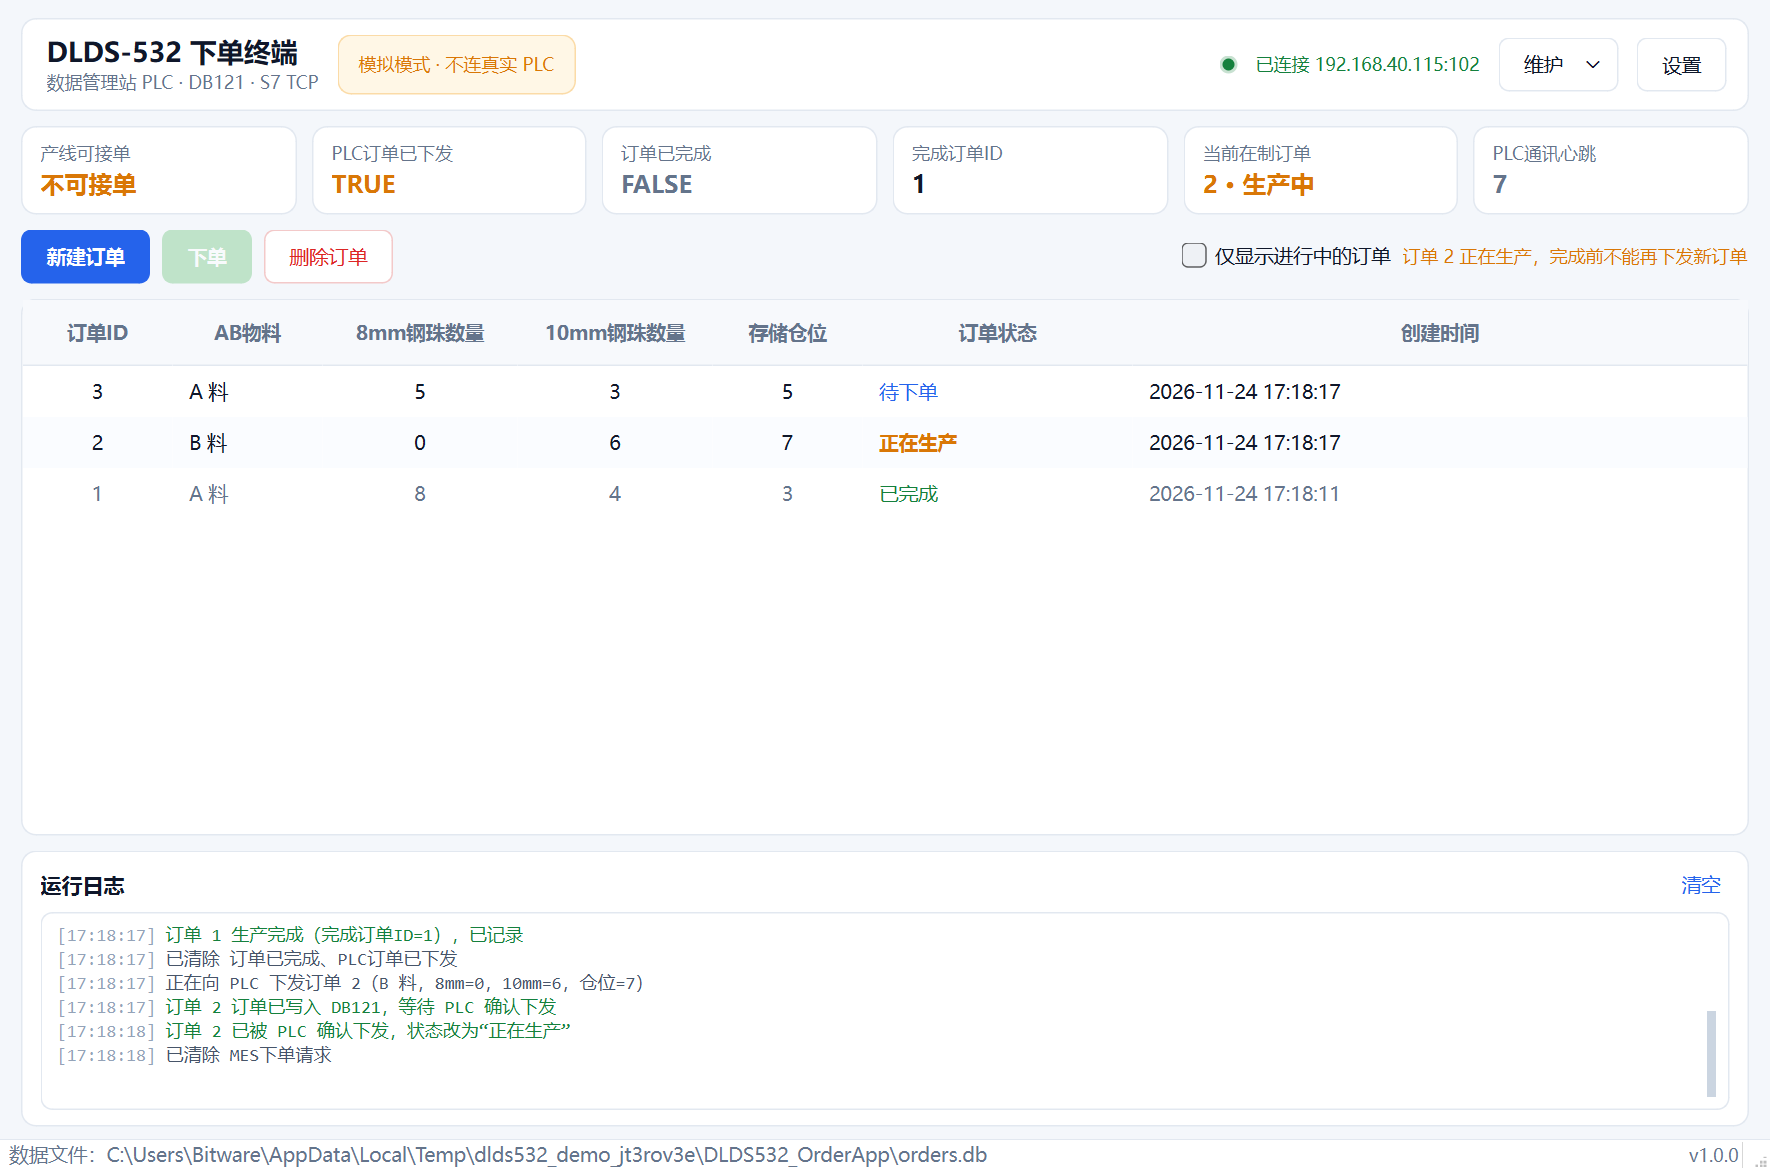 DLDS-532 下单终端
数据管理站 PLC · DB121 · S7 TCP
模拟模式 · 不连真实 PLC
已连接 192.168.40.115:102
维护
设置
产线可接单
不可接单
PLC订单已下发
TRUE
订单已完成
FALSE
完成订单ID
1
当前在制订单
2 · 生产中
PLC通讯心跳
7
新建订单
下单
删除订单
仅显示进行中的订单
订单 2 正在生产，完成前不能再下发新订单
订单ID AB物料 8mm钢珠数量 10mm钢珠数量 存储仓位 订单状态 创建时间
3 A 料 5 3 5 待下单 2026-11-24 17:18:17
2 B 料 0 6 7 正在生产 2026-11-24 17:18:17
1 A 料 8 4 3 已完成 2026-11-24 17:18:11
运行日志
清空
[17:18:17] 订单 1 生产完成（完成订单ID=1），已记录
[17:18:17] 已清除 订单已完成、PLC订单已下发
[17:18:17] 正在向 PLC 下发订单 2（B 料，8mm=0，10mm=6，仓位=7）
[17:18:17] 订单 2 订单已写入 DB121，等待 PLC 确认下发
[17:18:18] 订单 2 已被 PLC 确认下发，状态改为“正在生产”
[17:18:18] 已清除 MES下单请求
数据文件：C:\Users\Bitware\AppData\Local\Temp\dlds532_demo_jt3rov3e\DLDS532_OrderApp\orders.db
v1.0.0